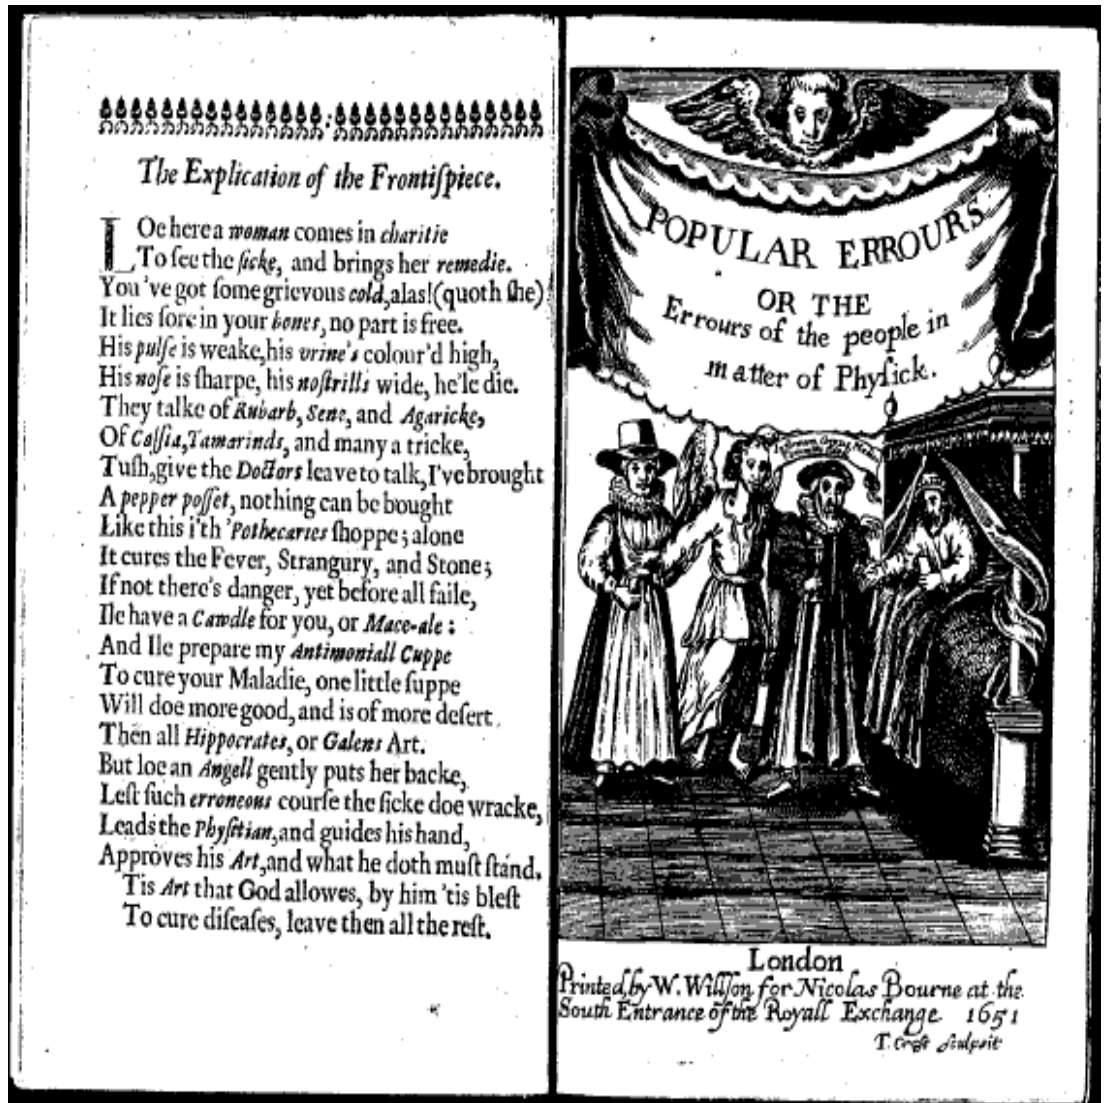 The Explication of the Frontiſpiece.
LOe here a woman comes in charitie
To ſee the ſicke, and brings her remedie.
You've got ſome grievous cold, alas! (quoth ſhe)
It lies ſore in your bones, no part is free.
His pulſe is weake, his vrine's colour'd high,
His noſe is ſharpe, his noſtrills wide, he'le die.
They talke of Rubarb, Sene, and Agaricke,
Of Caſſia, Tamarinds, and many a tricke,
Tuſh, give the Doctors leave to talk, I've brought
A pepper poſſet, nothing can be bought
Like this i'th 'Pothecaries ſhoppe; alone
It cures the Fever, Strangury, and Stone;
If not there's danger, yet before all faile,
Ile have a Cawdle for you, or Mace-ale:
And Ile prepare my Antimoniall Cuppe
To cure your Maladie, one little ſuppe
Will doe more good, and is of more deſert
Then all Hippocrates, or Galens Art.
But loe an Angell gently puts her backe,
Leſt ſuch erroneous courſe the ſicke doe wracke,
Leads the Phyſitian, and guides his hand,
Approves his Art, and what he doth muſt ſtand.
Tis Art that God allowes, by him 'tis bleſt
To cure diſeaſes, leave then all the reſt.
POPULAR ERROURS
OR THE
Errours of the people in
matter of Phyſick.
London
Printed by W. Willſon for Nicolas Bourne at the
South Entrance of the Royall Exchange 1651
T. Croſs ſculpsit